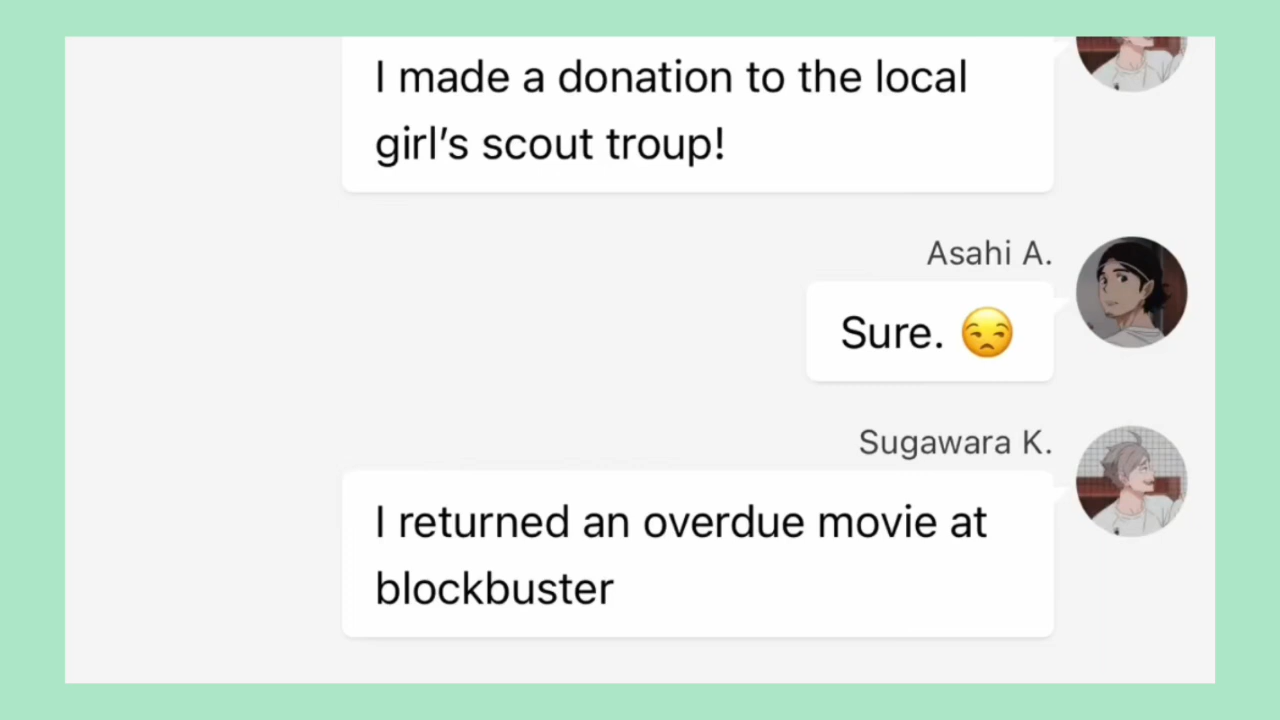 I made a donation to the local
girl’s scout troup!
Asahi A.
Sure. 😒
Sugawara K.
I returned an overdue movie at
blockbuster